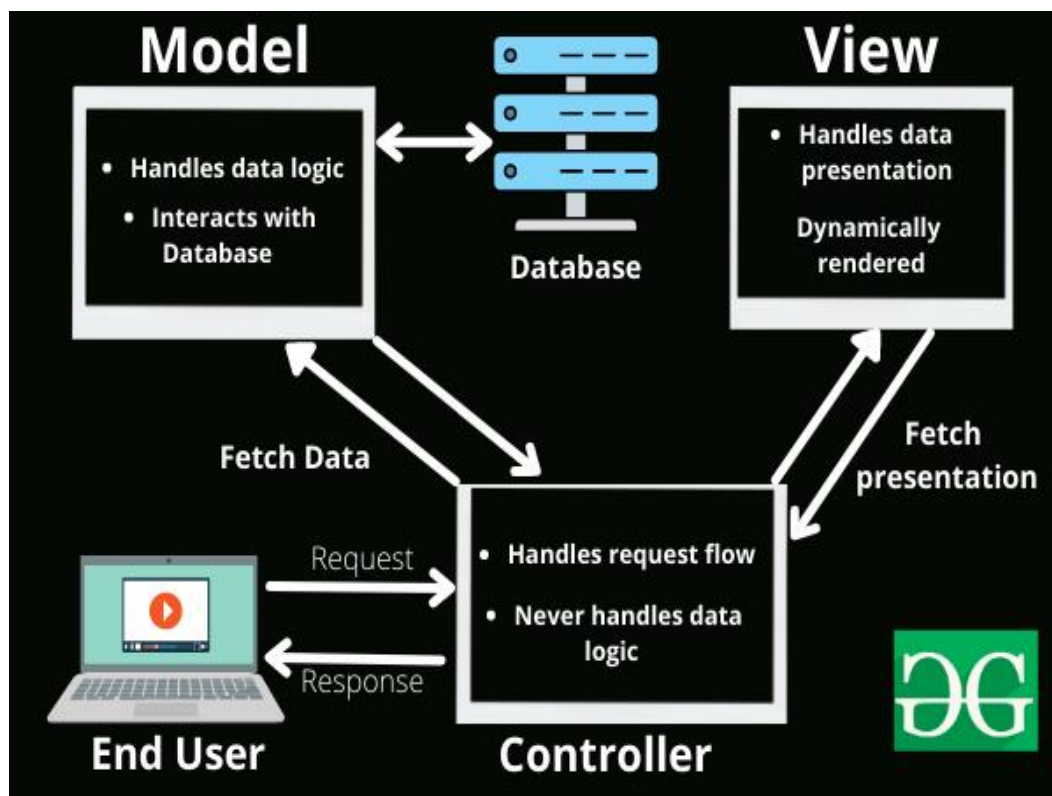 Model
View
• Handles data logic
• Interacts with
Database
Database
• Handles data
presentation
Dynamically
rendered
Fetch Data
Fetch
presentation
Request
Response
• Handles request flow
• Never handles data
logic
End User
Controller